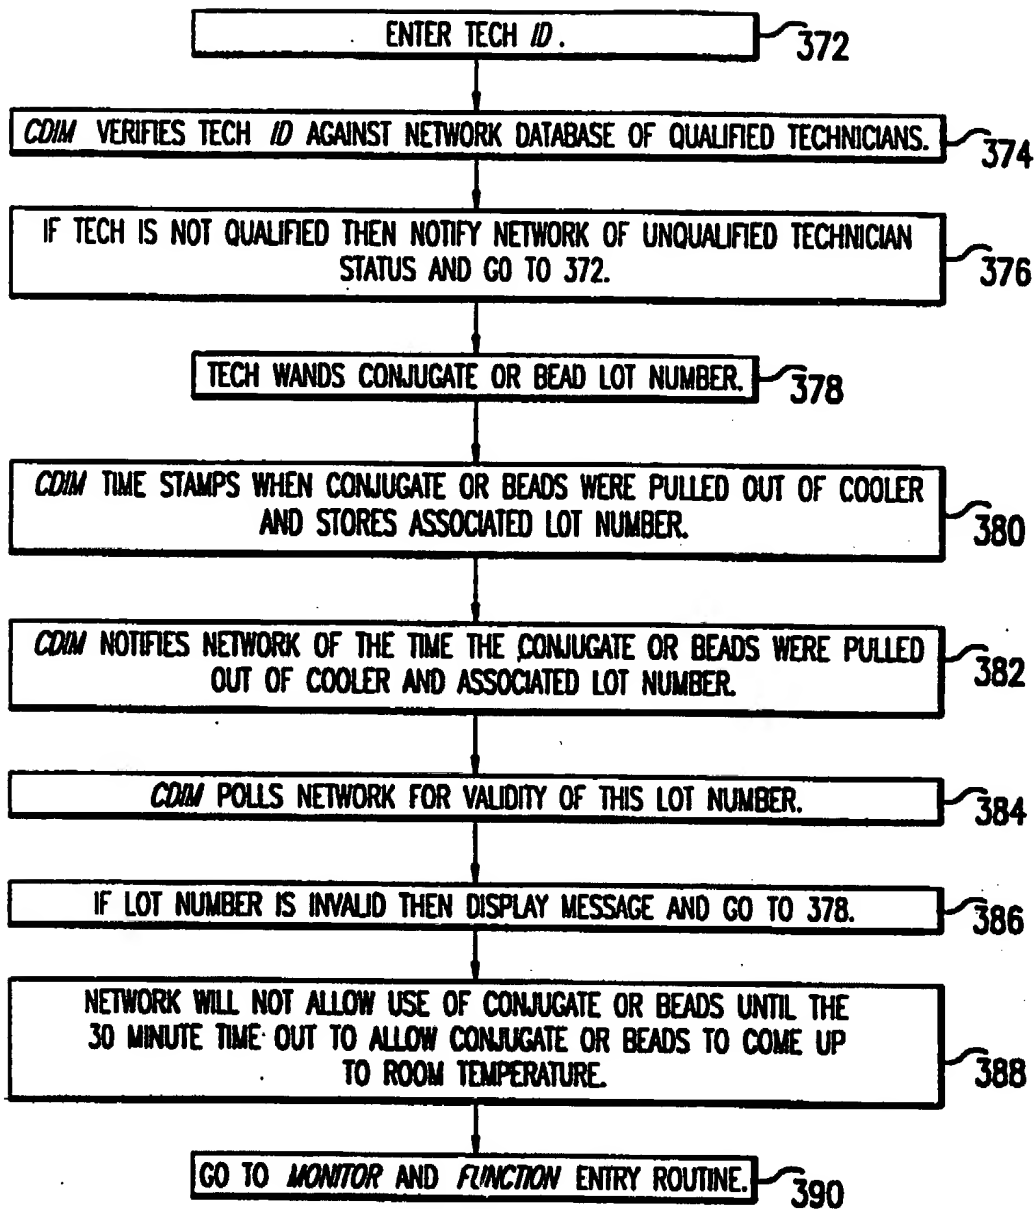 ENTER TECH ID.
372
CDIM VERIFIES TECH ID AGAINST NETWORK DATABASE OF QUALIFIED TECHNICIANS.
374
IF TECH IS NOT QUALIFIED THEN NOTIFY NETWORK OF UNQUALIFIED TECHNICIAN
STATUS AND GO TO 372.
376
TECH WANDS CONJUGATE OR BEAD LOT NUMBER.
378
CDIM TIME STAMPS WHEN CONJUGATE OR BEADS WERE PULLED OUT OF COOLER
AND STORES ASSOCIATED LOT NUMBER.
380
CDIM NOTIFIES NETWORK OF THE TIME THE CONJUGATE OR BEADS WERE PULLED
OUT OF COOLER AND ASSOCIATED LOT NUMBER.
382
CDIM POLLS NETWORK FOR VALIDITY OF THIS LOT NUMBER.
384
IF LOT NUMBER IS INVALID THEN DISPLAY MESSAGE AND GO TO 378.
386
NETWORK WILL NOT ALLOW USE OF CONJUGATE OR BEADS UNTIL THE
30 MINUTE TIME OUT TO ALLOW CONJUGATE OR BEADS TO COME UP
TO ROOM TEMPERATURE.
388
GO TO MONITOR AND FUNCTION ENTRY ROUTINE.
390